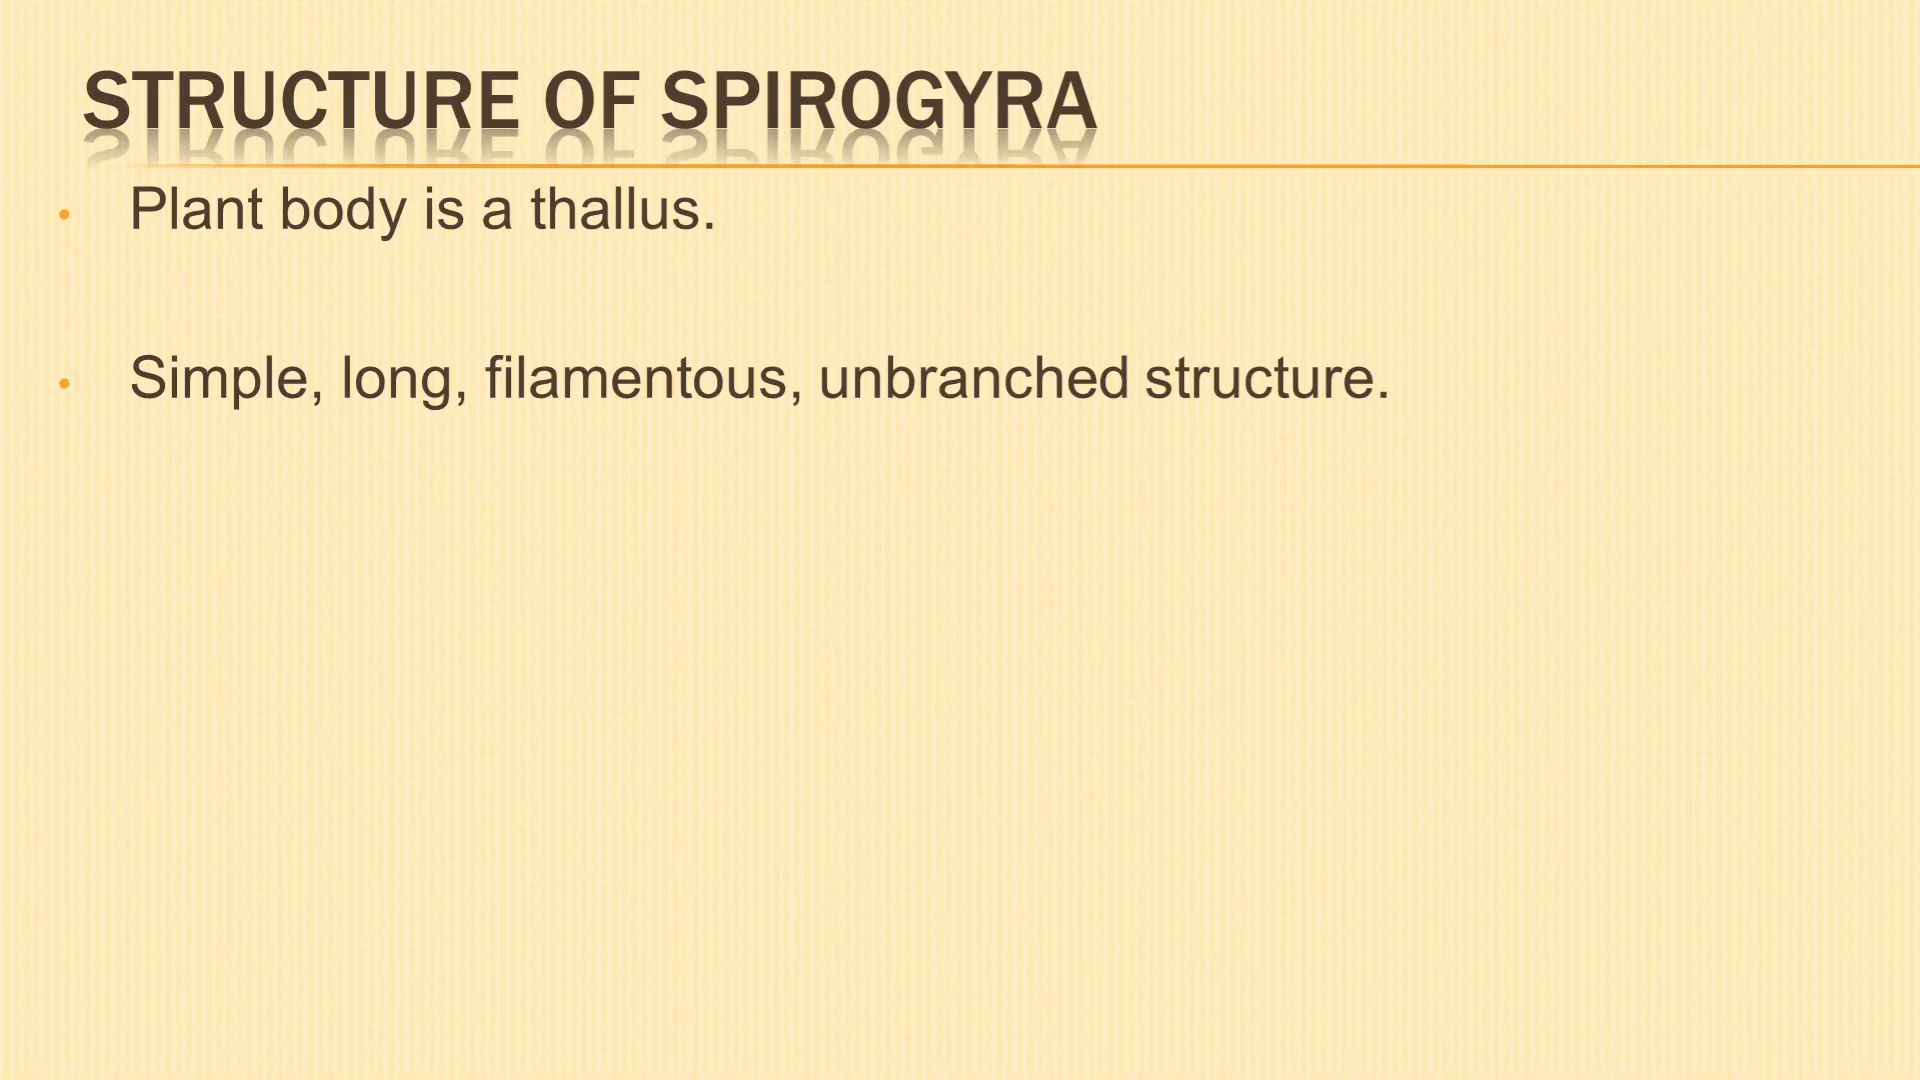 STRUCTURE OF SPIROGYRA
• Plant body is a thallus.
• Simple, long, filamentous, unbranched structure.